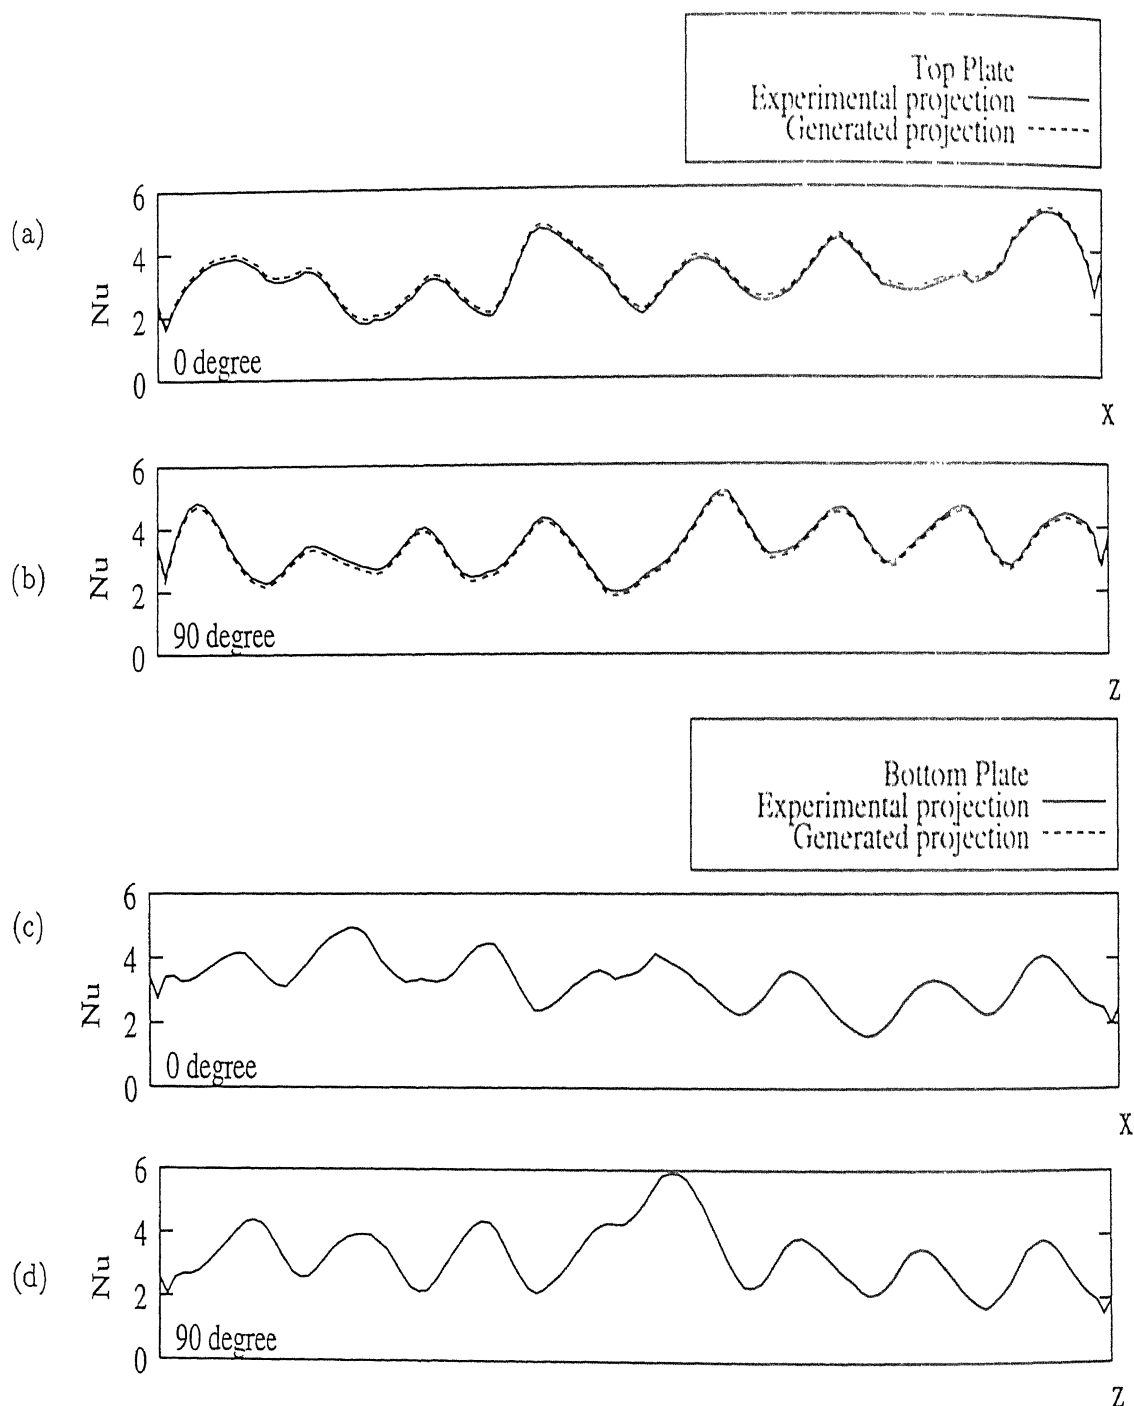 Top Plate
Experimental projection
Generated projection
(a)
6
4
2
0
Nu
0 degree
X
(b)
6
4
2
0
Nu
90 degree
Z
Bottom Plate
Experimental projection
Generated projection
(c)
6
4
2
0
Nu
0 degree
X
(d)
6
4
2
0
Nu
90 degree
Z